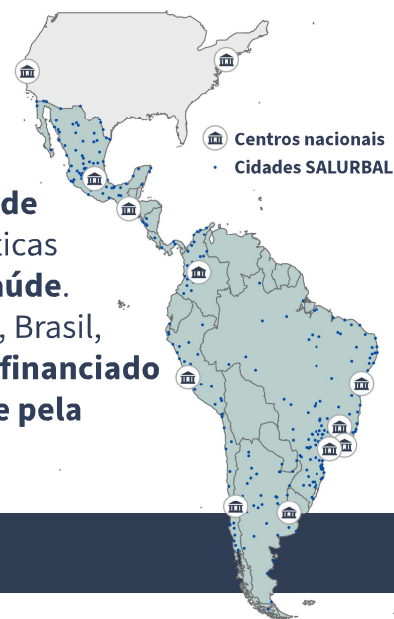 Centros nacionais
Cidades SALURBAL
de
ticas
aúde.
, Brasil,
financiado
e pela